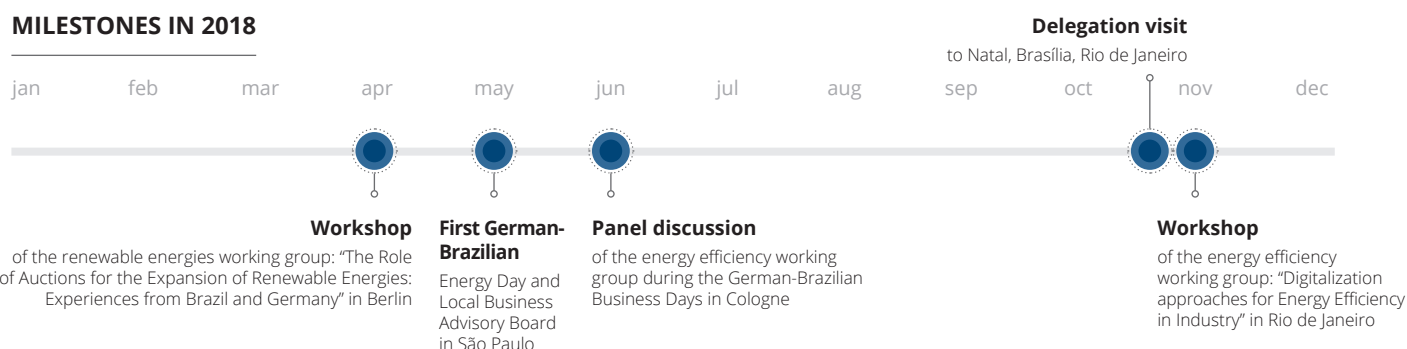 MILESTONES IN 2018
Delegation visit
to Natal, Brasília, Rio de Janeiro
jan feb mar apr may jun jul aug sep oct nov dec
Workshop
of the renewable energies working group: “The Role
of Auctions for the Expansion of Renewable Energies:
Experiences from Brazil and Germany” in Berlin
First German-
Brazilian
Energy Day and
Local Business
Advisory Board
in São Paulo
Panel discussion
of the energy efficiency working
group during the German-Brazilian
Business Days in Cologne
Workshop
of the energy efficiency
working group: “Digitalization
approaches for Energy Efficiency
in Industry” in Rio de Janeiro